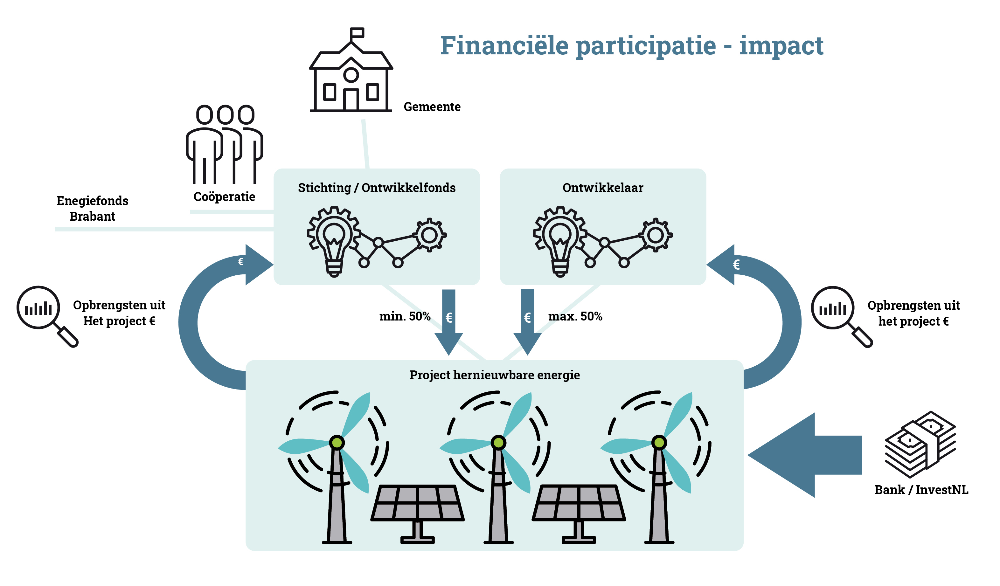 Financiële participatie - impact
Gemeente
Coöperatie
Enegiefonds
Brabant
Stichting / Ontwikkelfonds
Ontwikkelaar
€
€
Opbrengsten uit
Het project €
min. 50%
€
€
max. 50%
Opbrengsten uit
het project €
Project hernieuwbare energie
Bank / InvestNL